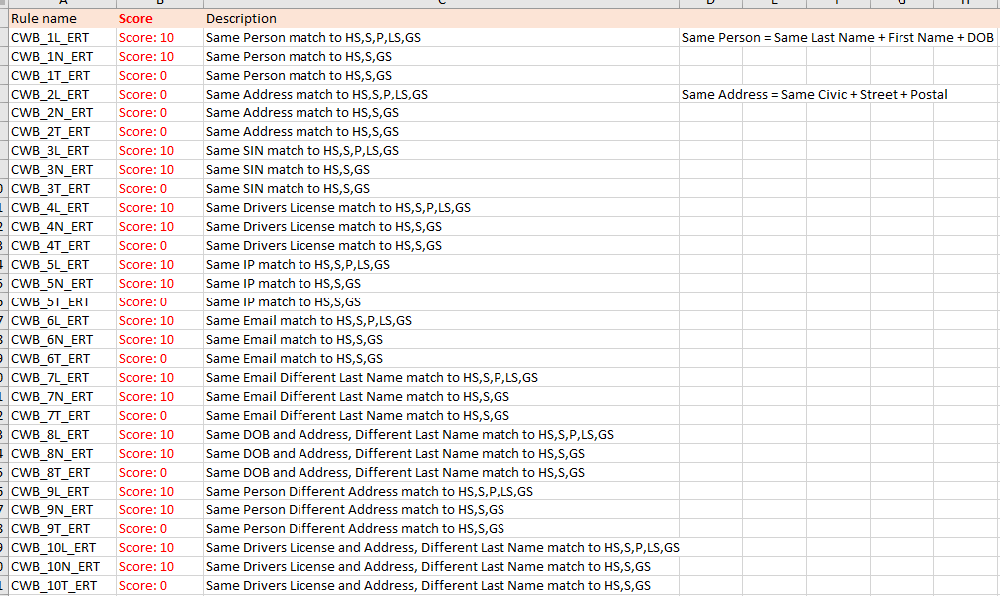 Rule name Score Description
CWB_1L_ERT Score: 10 Same Person match to HS,S,P,LS,GS Same Person = Same Last Name + First Name + DOB
CWB_1N_ERT Score: 10 Same Person match to HS,S,GS
CWB_1T_ERT Score: 0 Same Person match to HS,S,GS
CWB_2L_ERT Score: 0 Same Address match to HS,S,P,LS,GS Same Address = Same Civic + Street + Postal
CWB_2N_ERT Score: 0 Same Address match to HS,S,GS
CWB_2T_ERT Score: 0 Same Address match to HS,S,GS
CWB_3L_ERT Score: 10 Same SIN match to HS,S,P,LS,GS
CWB_3N_ERT Score: 10 Same SIN match to HS,S,GS
CWB_3T_ERT Score: 0 Same SIN match to HS,S,GS
CWB_4L_ERT Score: 10 Same Drivers License match to HS,S,P,LS,GS
CWB_4N_ERT Score: 10 Same Drivers License match to HS,S,GS
CWB_4T_ERT Score: 0 Same Drivers License match to HS,S,GS
CWB_5L_ERT Score: 10 Same IP match to HS,S,P,LS,GS
CWB_5N_ERT Score: 10 Same IP match to HS,S,GS
CWB_5T_ERT Score: 0 Same IP match to HS,S,GS
CWB_6L_ERT Score: 10 Same Email match to HS,S,P,LS,GS
CWB_6N_ERT Score: 10 Same Email match to HS,S,GS
CWB_6T_ERT Score: 0 Same Email match to HS,S,GS
CWB_7L_ERT Score: 10 Same Email Different Last Name match to HS,S,P,LS,GS
CWB_7N_ERT Score: 10 Same Email Different Last Name match to HS,S,GS
CWB_7T_ERT Score: 0 Same Email Different Last Name match to HS,S,GS
CWB_8L_ERT Score: 10 Same DOB and Address, Different Last Name match to HS,S,P,LS,GS
CWB_8N_ERT Score: 10 Same DOB and Address, Different Last Name match to HS,S,GS
CWB_8T_ERT Score: 0 Same DOB and Address, Different Last Name match to HS,S,GS
CWB_9L_ERT Score: 10 Same Person Different Address match to HS,S,P,LS,GS
CWB_9N_ERT Score: 10 Same Person Different Address match to HS,S,GS
CWB_9T_ERT Score: 0 Same Person Different Address match to HS,S,GS
CWB_10L_ERT Score: 10 Same Drivers License and Address, Different Last Name match to HS,S,P,LS,GS
CWB_10N_ERT Score: 10 Same Drivers License and Address, Different Last Name match to HS,S,GS
CWB_10T_ERT Score: 0 Same Drivers License and Address, Different Last Name match to HS,S,GS